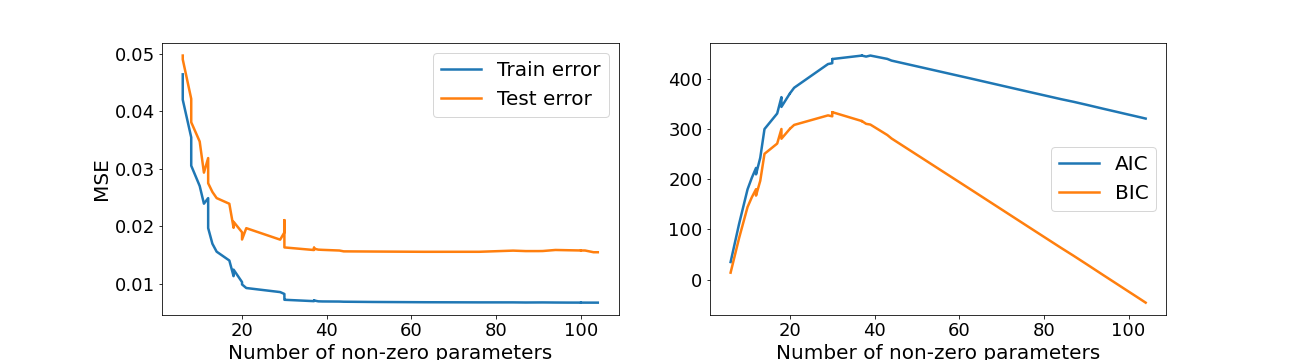 0.05
0.04
0.03
0.02
0.01
MSE
Train error
Test error
20 40 60 80 100
Number of non-zero parameters
400
300
200
100
0
AIC
BIC
20 40 60 80 100
Number of non-zero parameters